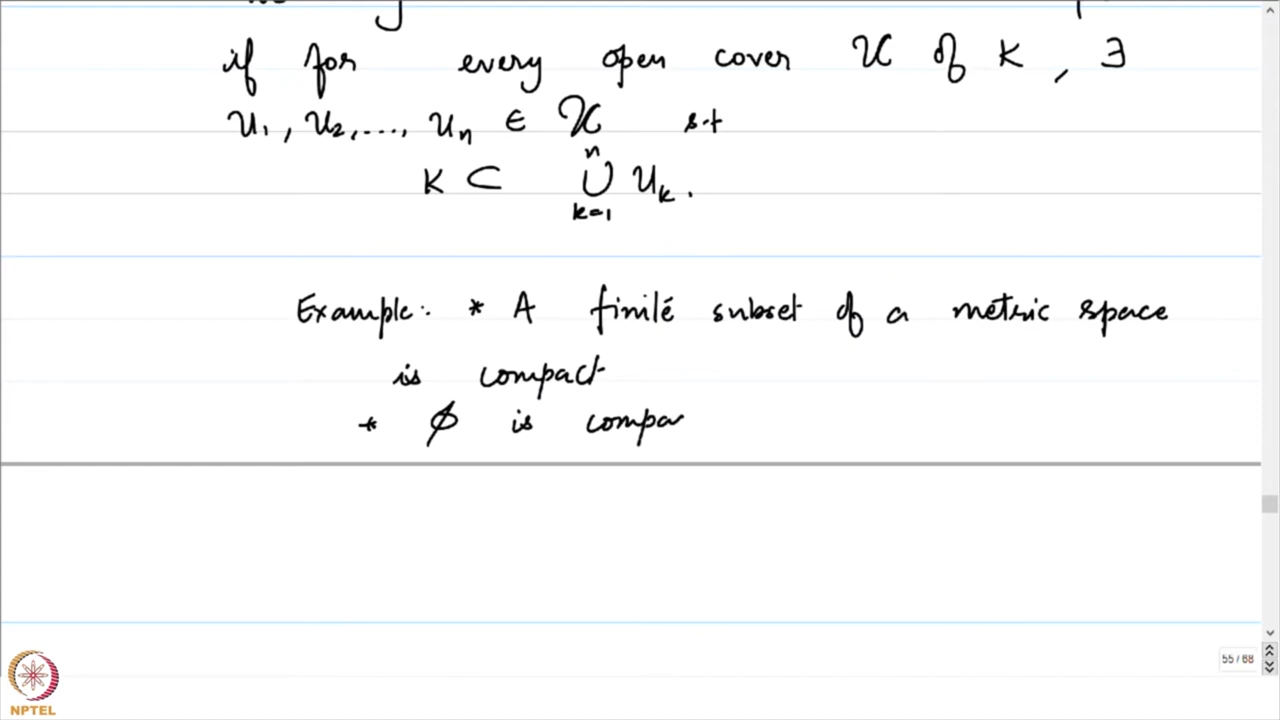 if for every open cover 𝒰 of K, ∃
U₁, U₂, ..., Uₙ ∈ 𝒰 s.t
K ⊂ ⋃ₖ₌₁ⁿ Uₖ.
Example: * A finite subset of a metric space
is compact
* ϕ is compa
55 / 68
NPTEL